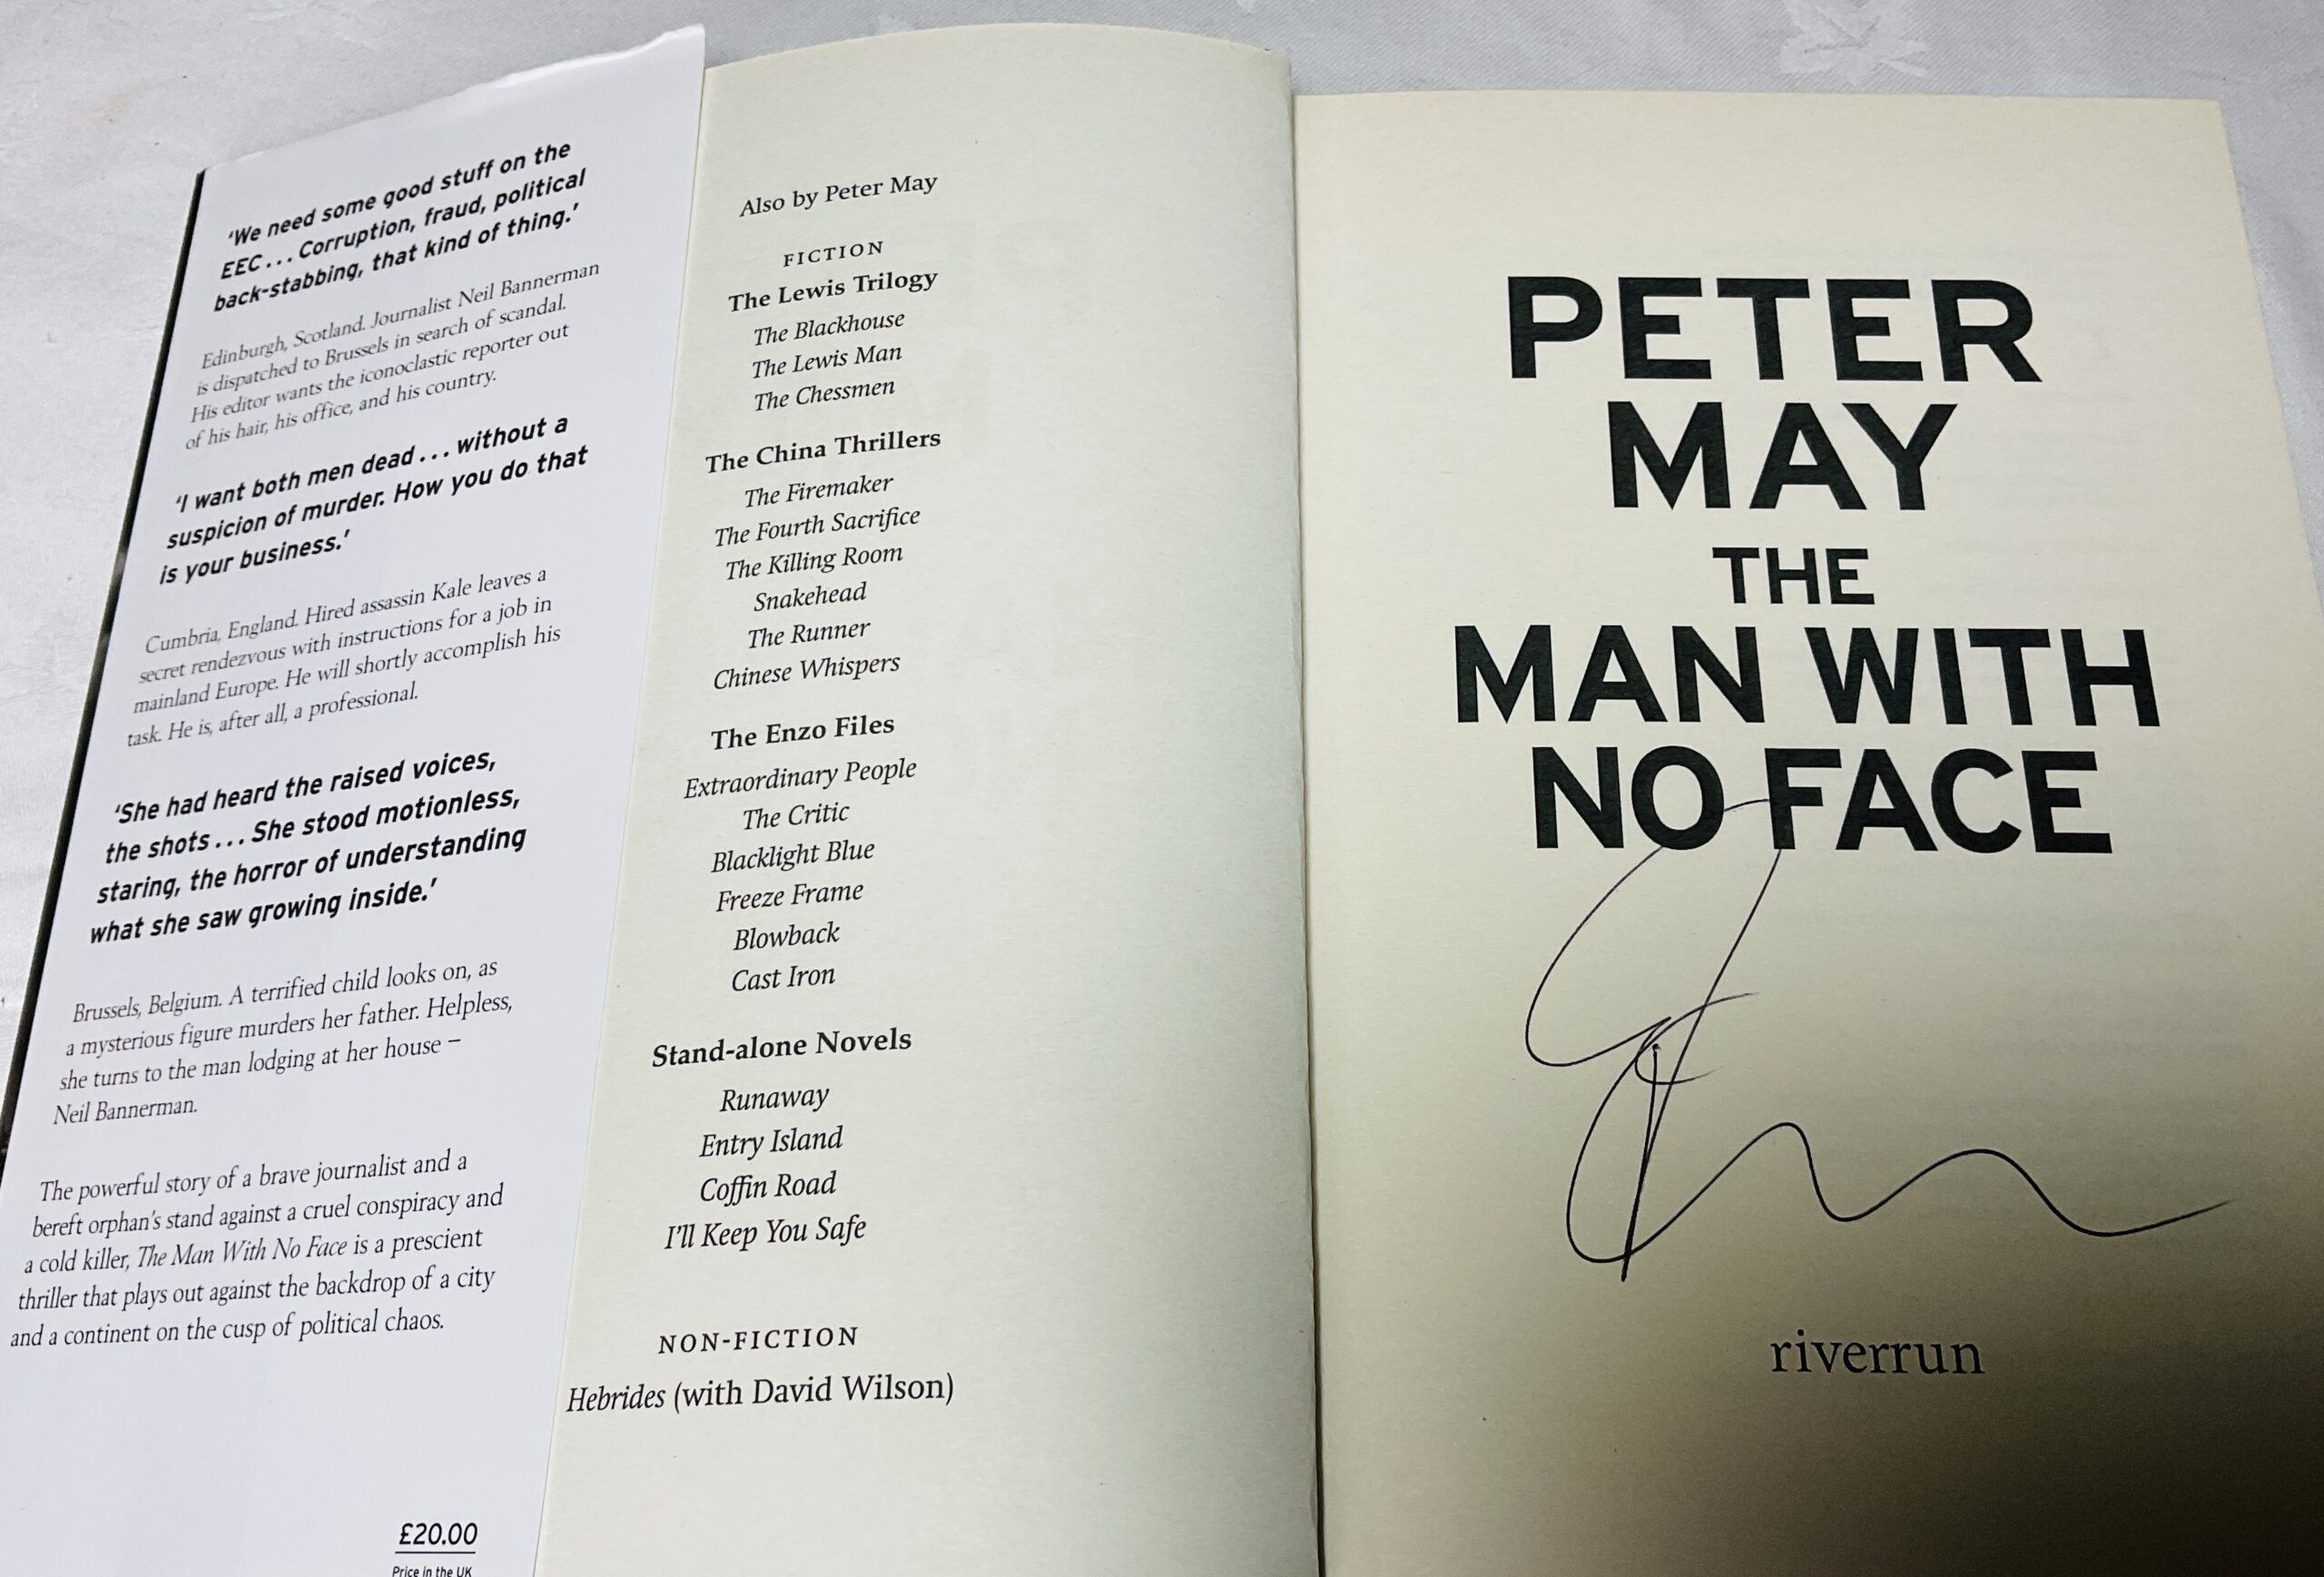 ‘We need some good stuff on the
EEC... Corruption, fraud, political
back-stabbing, that kind of thing.’
Edinburgh, Scotland. Journalist Neil Bannerman
is dispatched to Brussels in search of scandal.
His editor wants the iconoclastic reporter out
of his hair, his office, and his country.
‘I want both men dead... without a
suspicion of murder. How you do that
is your business.’
Cumbria, England. Hired assassin Kale leaves a
secret rendezvous with instructions for a job in
mainland Europe. He will shortly accomplish his
task. He is, after all, a professional.
‘She had heard the raised voices,
the shots... She stood motionless,
staring, the horror of understanding
what she saw growing inside.’
Brussels, Belgium. A terrified child looks on, as
a mysterious figure murders her father. Helpless,
she turns to the man lodging at her house –
Neil Bannerman.
The powerful story of a brave journalist and a
bereft orphan's stand against a cruel conspiracy and
a cold killer, The Man With No Face is a prescient
thriller that plays out against the backdrop of a city
and a continent on the cusp of political chaos.
£20.00
Price in the UK
Also by Peter May
FICTION
The Lewis Trilogy
The Blackhouse
The Lewis Man
The Chessmen
The China Thrillers
The Firemaker
The Fourth Sacrifice
The Killing Room
Snakehead
The Runner
Chinese Whispers
The Enzo Files
Extraordinary People
The Critic
Blacklight Blue
Freeze Frame
Blowback
Cast Iron
Stand-alone Novels
Runaway
Entry Island
Coffin Road
I'll Keep You Safe
NON-FICTION
Hebrides (with David Wilson)
PETER
MAY
THE
MAN WITH
NO FACE
riverrun